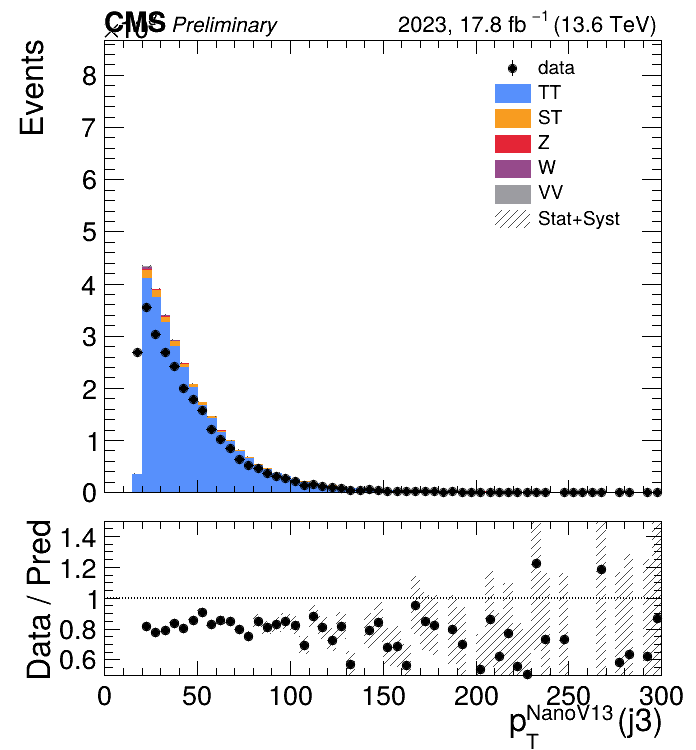 CMS Preliminary 2023, 17.8 fb⁻¹ (13.6 TeV)
Events
8
7
6
5
4
3
2
1
0
data
TT
ST
Z
W
VV
Stat+Syst
Data / Pred
1.4
1.2
1
0.8
0.6
0 50 100 150 200 250 300
p_T^NanoV13 (j3)